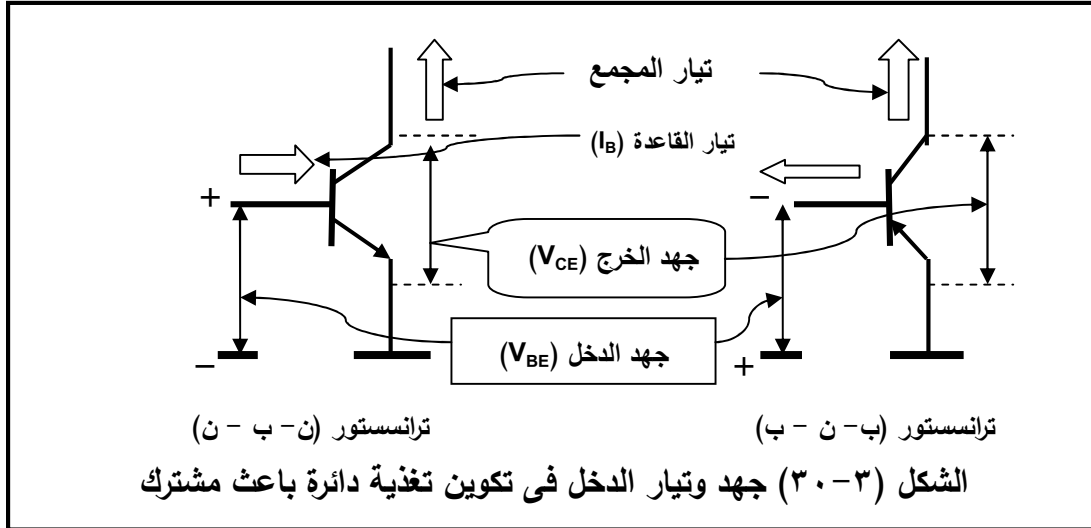 تيار المجمع
تيار القاعدة (IB)
+
−
جهد الخرج (VCE)
جهد الدخل (VBE)
−
+
ترانسستور (ب- ن - ب)
ترانسستور (ن- ب - ن)
الشكل (٣-٣٠) جهد وتيار الدخل فى تكوين تغذية دائرة باعث مشترك